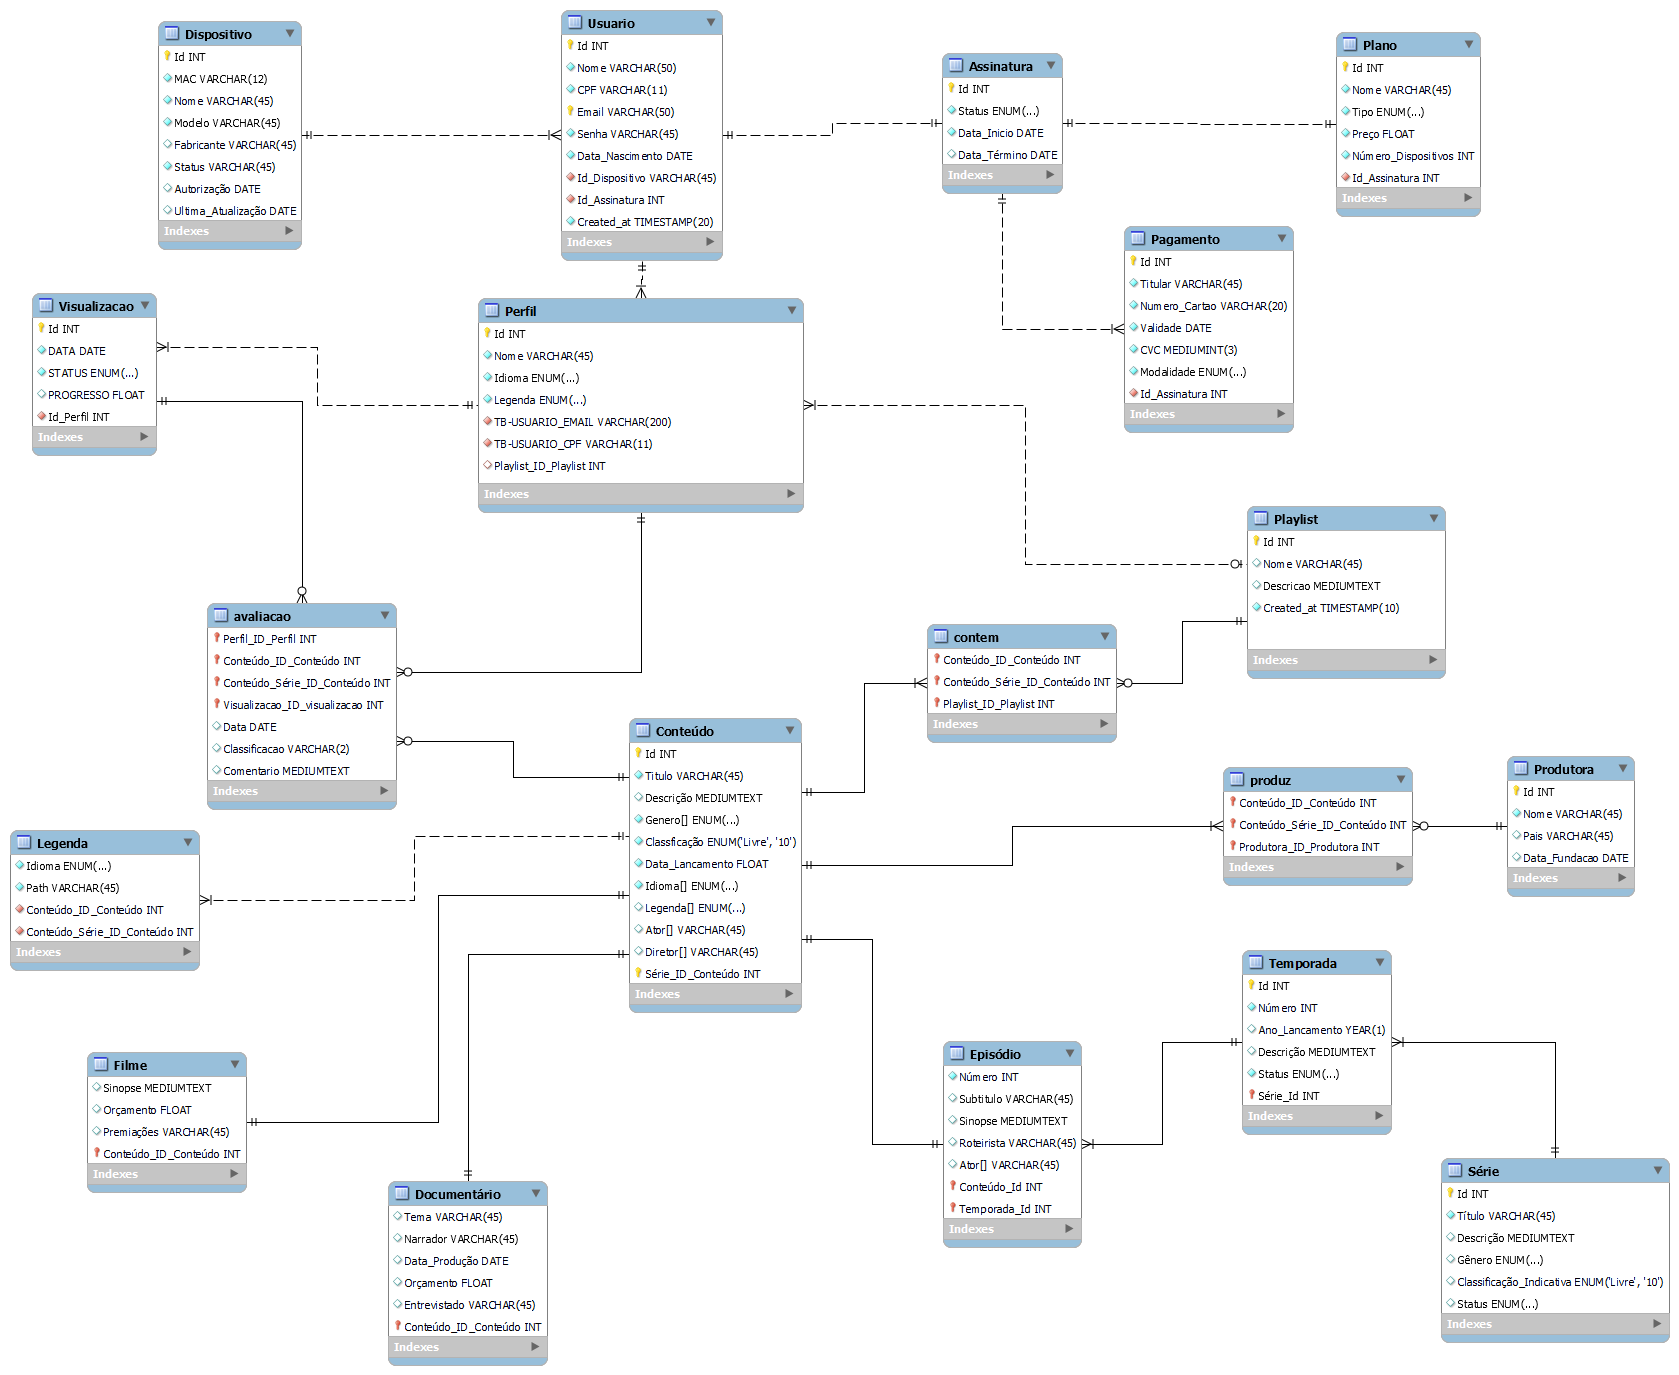 Dispositivo
Id INT
MAC VARCHAR(12)
Nome VARCHAR(45)
Modelo VARCHAR(45)
Fabricante VARCHAR(45)
Status VARCHAR(45)
Autorização DATE
Ultima_Atualização DATE
Indexes
Usuario
Id INT
Nome VARCHAR(50)
CPF VARCHAR(11)
Email VARCHAR(50)
Senha VARCHAR(45)
Data_Nascimento DATE
Id_Dispositivo VARCHAR(45)
Id_Assinatura INT
Created_at TIMESTAMP(20)
Indexes
Assinatura
Id INT
Status ENUM(...)
Data_Inicio DATE
Data_Término DATE
Indexes
Plano
Id INT
Nome VARCHAR(45)
Tipo ENUM(...)
Preço FLOAT
Número_Dispositivos INT
Id_Assinatura INT
Indexes
Pagamento
Id INT
Titular VARCHAR(45)
Numero_Cartao VARCHAR(20)
Validade DATE
CVC MEDIUMINT(3)
Modalidade ENUM(...)
Id_Assinatura INT
Indexes
Visualizacao
Id INT
DATA DATE
STATUS ENUM(...)
PROGRESSO FLOAT
Id_Perfil INT
Indexes
Perfil
Id INT
Nome VARCHAR(45)
Idioma ENUM(...)
Legenda ENUM(...)
TB-USUARIO_EMAIL VARCHAR(200)
TB-USUARIO_CPF VARCHAR(11)
Playlist_ID_Playlist INT
Indexes
Playlist
Id INT
Nome VARCHAR(45)
Descricao MEDIUMTEXT
Created_at TIMESTAMP(10)
Indexes
avaliacao
Perfil_ID_Perfil INT
Conteúdo_ID_Conteúdo INT
Conteúdo_Série_ID_Conteúdo INT
Visualizacao_ID_visualizacao INT
Data DATE
Classificacao VARCHAR(2)
Comentario MEDIUMTEXT
Indexes
contem
Conteúdo_ID_Conteúdo INT
Conteúdo_Série_ID_Conteúdo INT
Playlist_ID_Playlist INT
Indexes
Conteúdo
Id INT
Titulo VARCHAR(45)
Descrição MEDIUMTEXT
Genero[] ENUM(...)
Classficação ENUM('Livre', '10')
Data_Lancamento FLOAT
Idioma[] ENUM(...)
Legenda[] ENUM(...)
Ator[] VARCHAR(45)
Diretor[] VARCHAR(45)
Série_ID_Conteúdo INT
Indexes
produz
Conteúdo_ID_Conteúdo INT
Conteúdo_Série_ID_Conteúdo INT
Produtora_ID_Produtora INT
Indexes
Produtora
Id INT
Nome VARCHAR(45)
Pais VARCHAR(45)
Data_Fundacao DATE
Indexes
Legenda
Idioma ENUM(...)
Path VARCHAR(45)
Conteúdo_ID_Conteúdo INT
Conteúdo_Série_ID_Conteúdo INT
Indexes
Filme
Sinopse MEDIUMTEXT
Orçamento FLOAT
Premiações VARCHAR(45)
Conteúdo_ID_Conteúdo INT
Indexes
Documentário
Tema VARCHAR(45)
Narrador VARCHAR(45)
Data_Produção DATE
Orçamento FLOAT
Entrevistado VARCHAR(45)
Conteúdo_ID_Conteúdo INT
Indexes
Episódio
Número INT
Subtitulo VARCHAR(45)
Sinopse MEDIUMTEXT
Roteirista VARCHAR(45)
Ator[] VARCHAR(45)
Conteúdo_Id INT
Temporada_Id INT
Indexes
Temporada
Id INT
Número INT
Ano_Lancamento YEAR(1)
Descrição MEDIUMTEXT
Status ENUM(...)
Série_Id INT
Indexes
Série
Id INT
Título VARCHAR(45)
Descrição MEDIUMTEXT
Gênero ENUM(...)
Classificação_Indicativa ENUM('Livre', '10')
Status ENUM(...)
Indexes